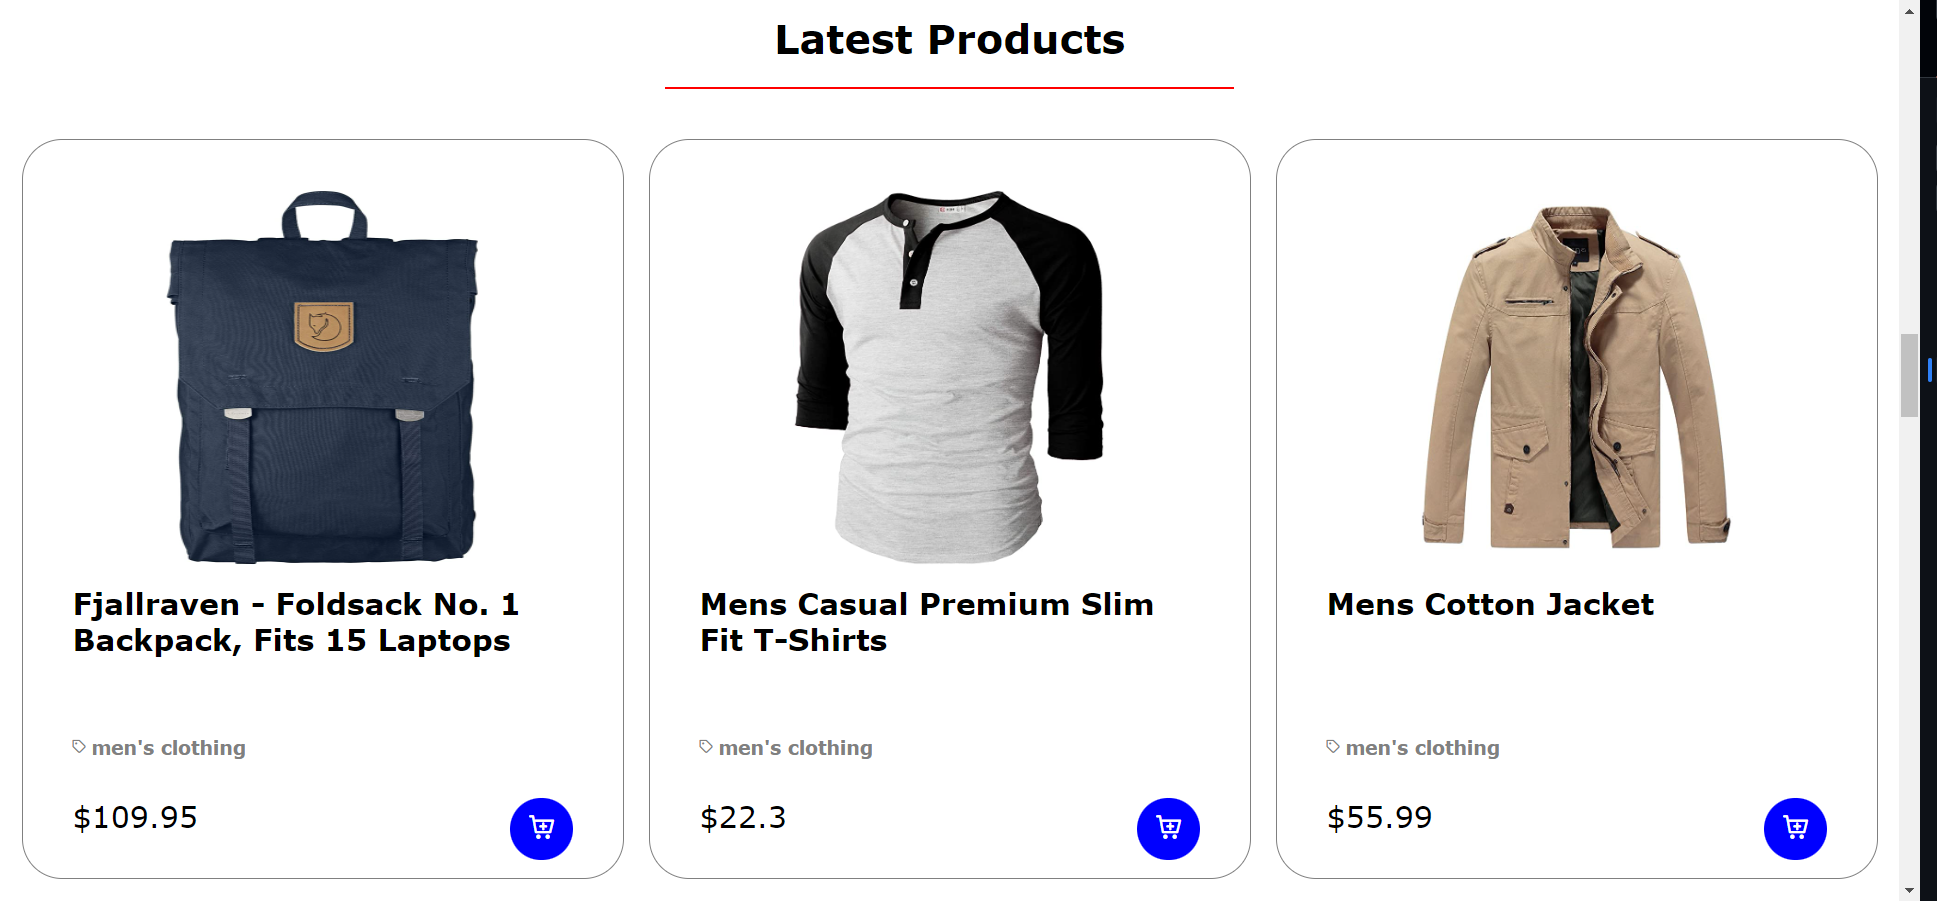 Latest Products
Fjallraven - Foldsack No. 1
Backpack, Fits 15 Laptops
men's clothing
$109.95
Mens Casual Premium Slim
Fit T-Shirts
men's clothing
$22.3
Mens Cotton Jacket
men's clothing
$55.99